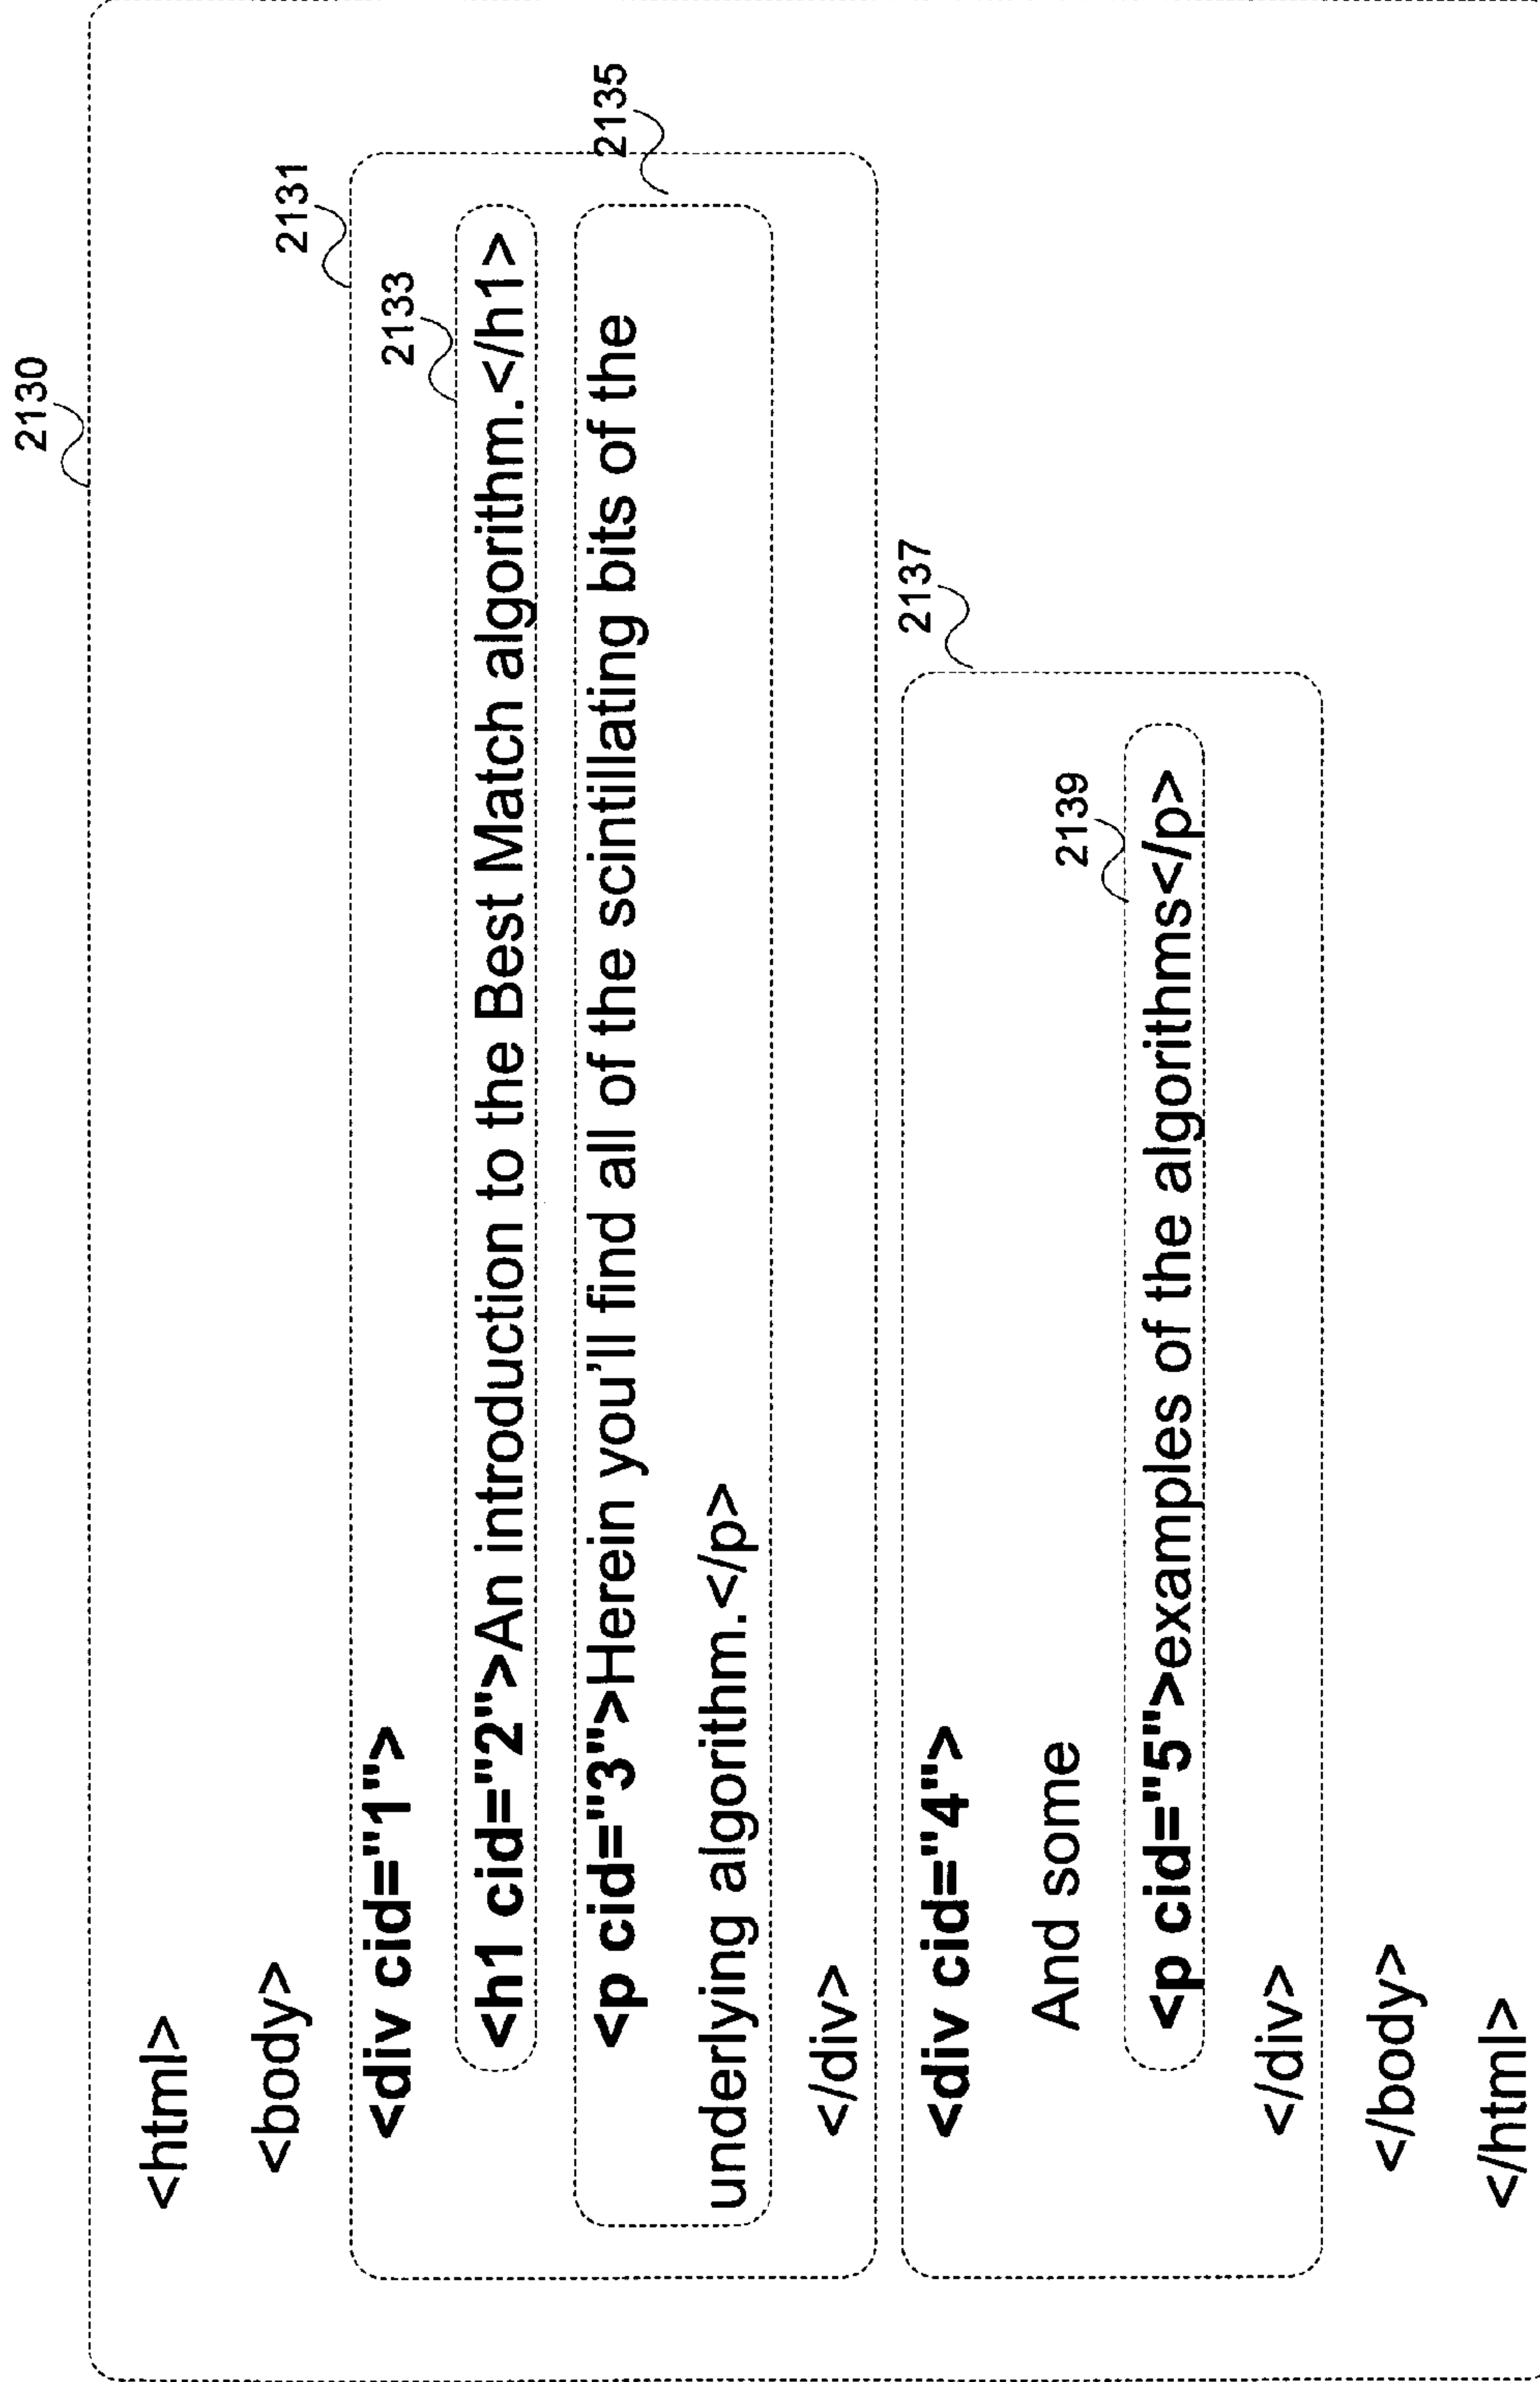 2130
<html>
<body>
2131
<div cid="1">
2133
<h1 cid="2">An introduction to the Best Match algorithm.</h1>
2135
<p cid="3">Herein you'll find all of the scintillating bits of the
underlying algorithm.</p>
</div>
2137
<div cid="4">
And some
2139
<p cid="5">examples of the algorithms</p>
</div>
</body>
</html>